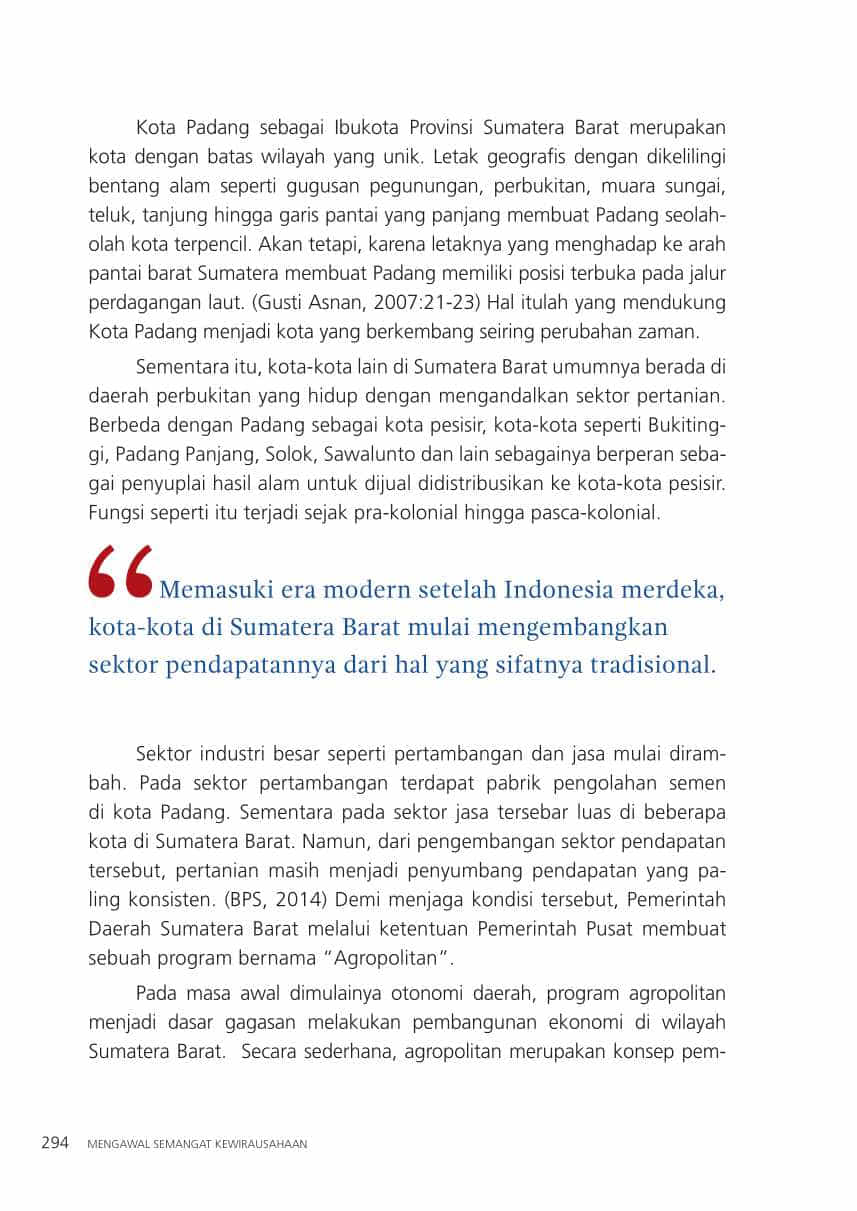 Kota Padang sebagai Ibukota Provinsi Sumatera Barat merupakan
kota dengan batas wilayah yang unik. Letak geografis dengan dikelilingi
bentang alam seperti gugusan pegunungan, perbukitan, muara sungai,
teluk, tanjung hingga garis pantai yang panjang membuat Padang seolah-
olah kota terpencil. Akan tetapi, karena letaknya yang menghadap ke arah
pantai barat Sumatera membuat Padang memiliki posisi terbuka pada jalur
perdagangan laut. (Gusti Asnan, 2007:21-23) Hal itulah yang mendukung
Kota Padang menjadi kota yang berkembang seiring perubahan zaman.
Sementara itu, kota-kota lain di Sumatera Barat umumnya berada di
daerah perbukitan yang hidup dengan mengandalkan sektor pertanian.
Berbeda dengan Padang sebagai kota pesisir, kota-kota seperti Bukiting-
gi, Padang Panjang, Solok, Sawalunto dan lain sebagainya berperan seba-
gai penyuplai hasil alam untuk dijual didistribusikan ke kota-kota pesisir.
Fungsi seperti itu terjadi sejak pra-kolonial hingga pasca-kolonial.
“Memasuki era modern setelah Indonesia merdeka,
kota-kota di Sumatera Barat mulai mengembangkan
sektor pendapatannya dari hal yang sifatnya tradisional.
Sektor industri besar seperti pertambangan dan jasa mulai diram-
bah. Pada sektor pertambangan terdapat pabrik pengolahan semen
di kota Padang. Sementara pada sektor jasa tersebar luas di beberapa
kota di Sumatera Barat. Namun, dari pengembangan sektor pendapatan
tersebut, pertanian masih menjadi penyumbang pendapatan yang pa-
ling konsisten. (BPS, 2014) Demi menjaga kondisi tersebut, Pemerintah
Daerah Sumatera Barat melalui ketentuan Pemerintah Pusat membuat
sebuah program bernama “Agropolitan”.
Pada masa awal dimulainya otonomi daerah, program agropolitan
menjadi dasar gagasan melakukan pembangunan ekonomi di wilayah
Sumatera Barat.  Secara sederhana, agropolitan merupakan konsep pem-
294 MENGAWAL SEMANGAT KEWIRAUSAHAAN